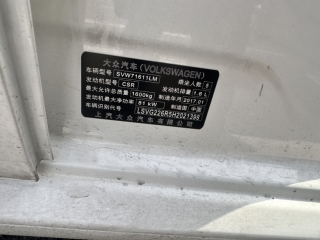 大众汽车(VOLKSWAGEN)
车辆型号 SVW71611LM 乘坐人数 5
发动机型号 CSR 发动机排量 1.6 L
最大允许总质量 1600kg 制造年月 2017.01
发动机最大净功率 81 kW 制造国 中国
车辆识别代号 LSVG226R5H2021398
上汽大众汽车有限公司